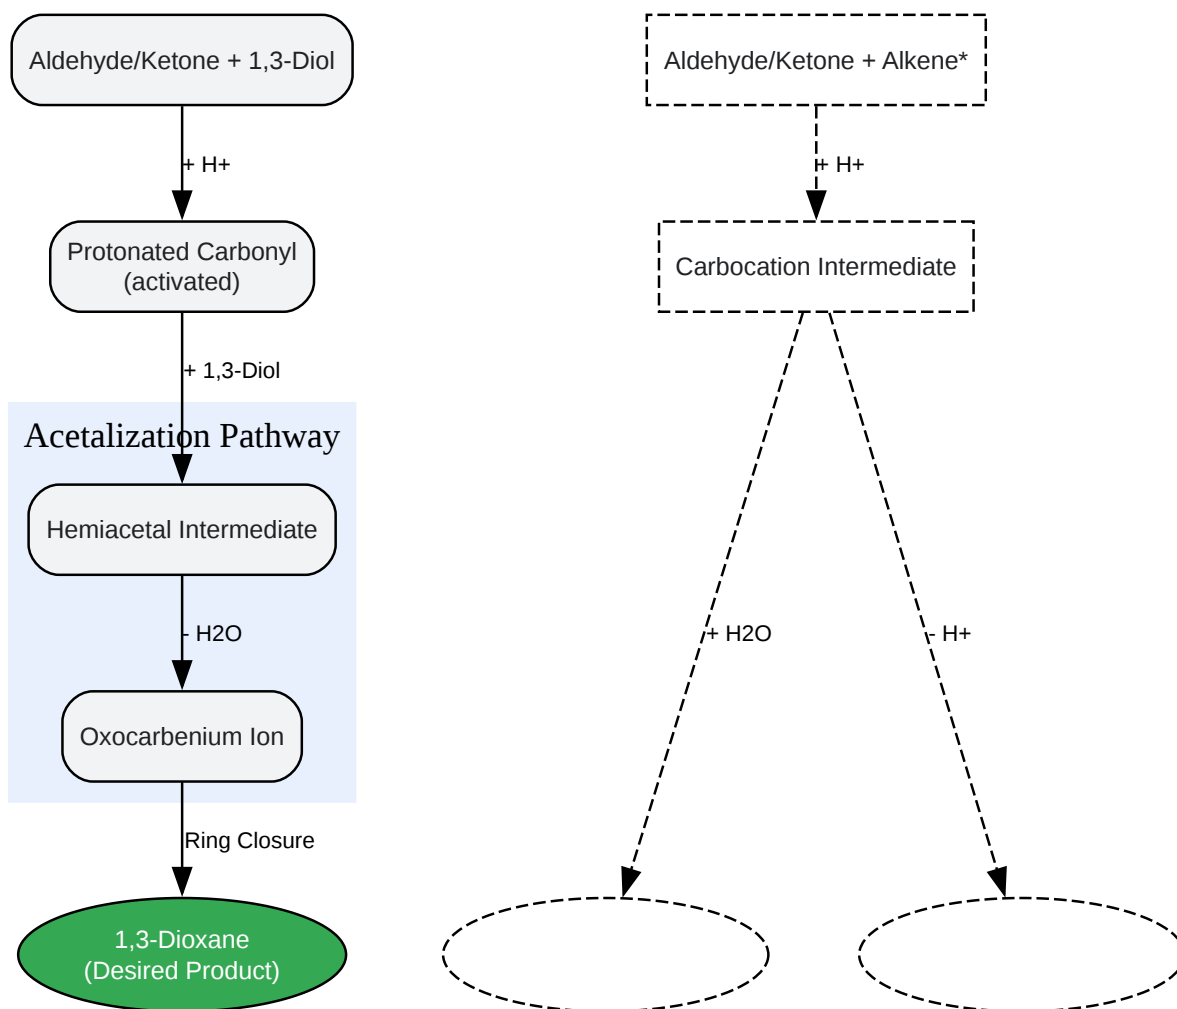 Aldehyde/Ketone + 1,3-Diol
+ H+
Protonated Carbonyl
(activated)
+ 1,3-Diol
Acetalization Pathway
Hemiacetal Intermediate
- H2O
Oxocarbenium Ion
Ring Closure
1,3-Dioxane
(Desired Product)
Aldehyde/Ketone + Alkene*
+ H+
Carbocation Intermediate
+ H2O
- H+